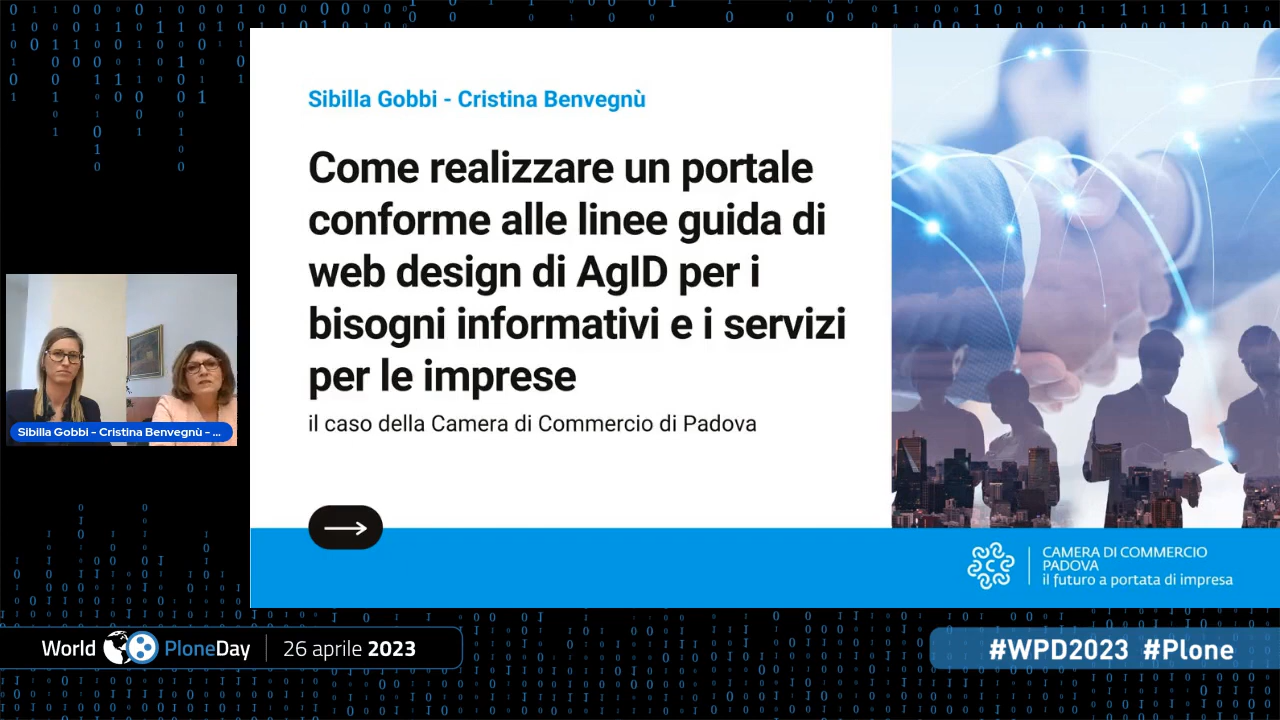 Sibilla Gobbi - Cristina Benvegnù
Come realizzare un portale
conforme alle linee guida di
web design di AgID per i
bisogni informativi e i servizi
per le imprese
il caso della Camera di Commercio di Padova
Sibilla Gobbi - Cristina Benvegnù - ...
CAMERA DI COMMERCIO
PADOVA
il futuro a portata di impresa
World PloneDay 26 aprile 2023
#WPD2023 #Plone